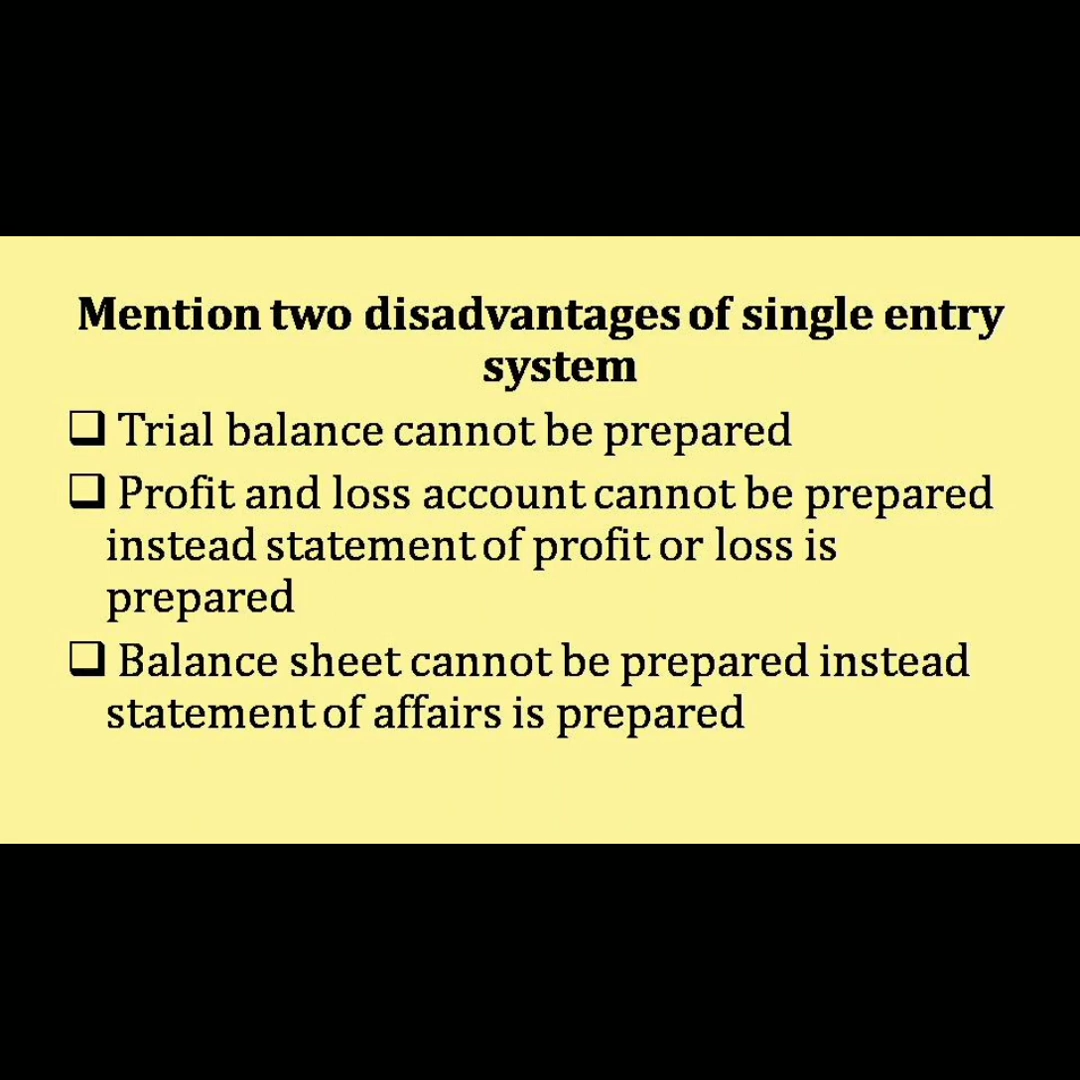 Mention two disadvantages of single entry
system
❑ Trial balance cannot be prepared
❑ Profit and loss account cannot be prepared
instead statement of profit or loss is
prepared
❑ Balance sheet cannot be prepared instead
statement of affairs is prepared